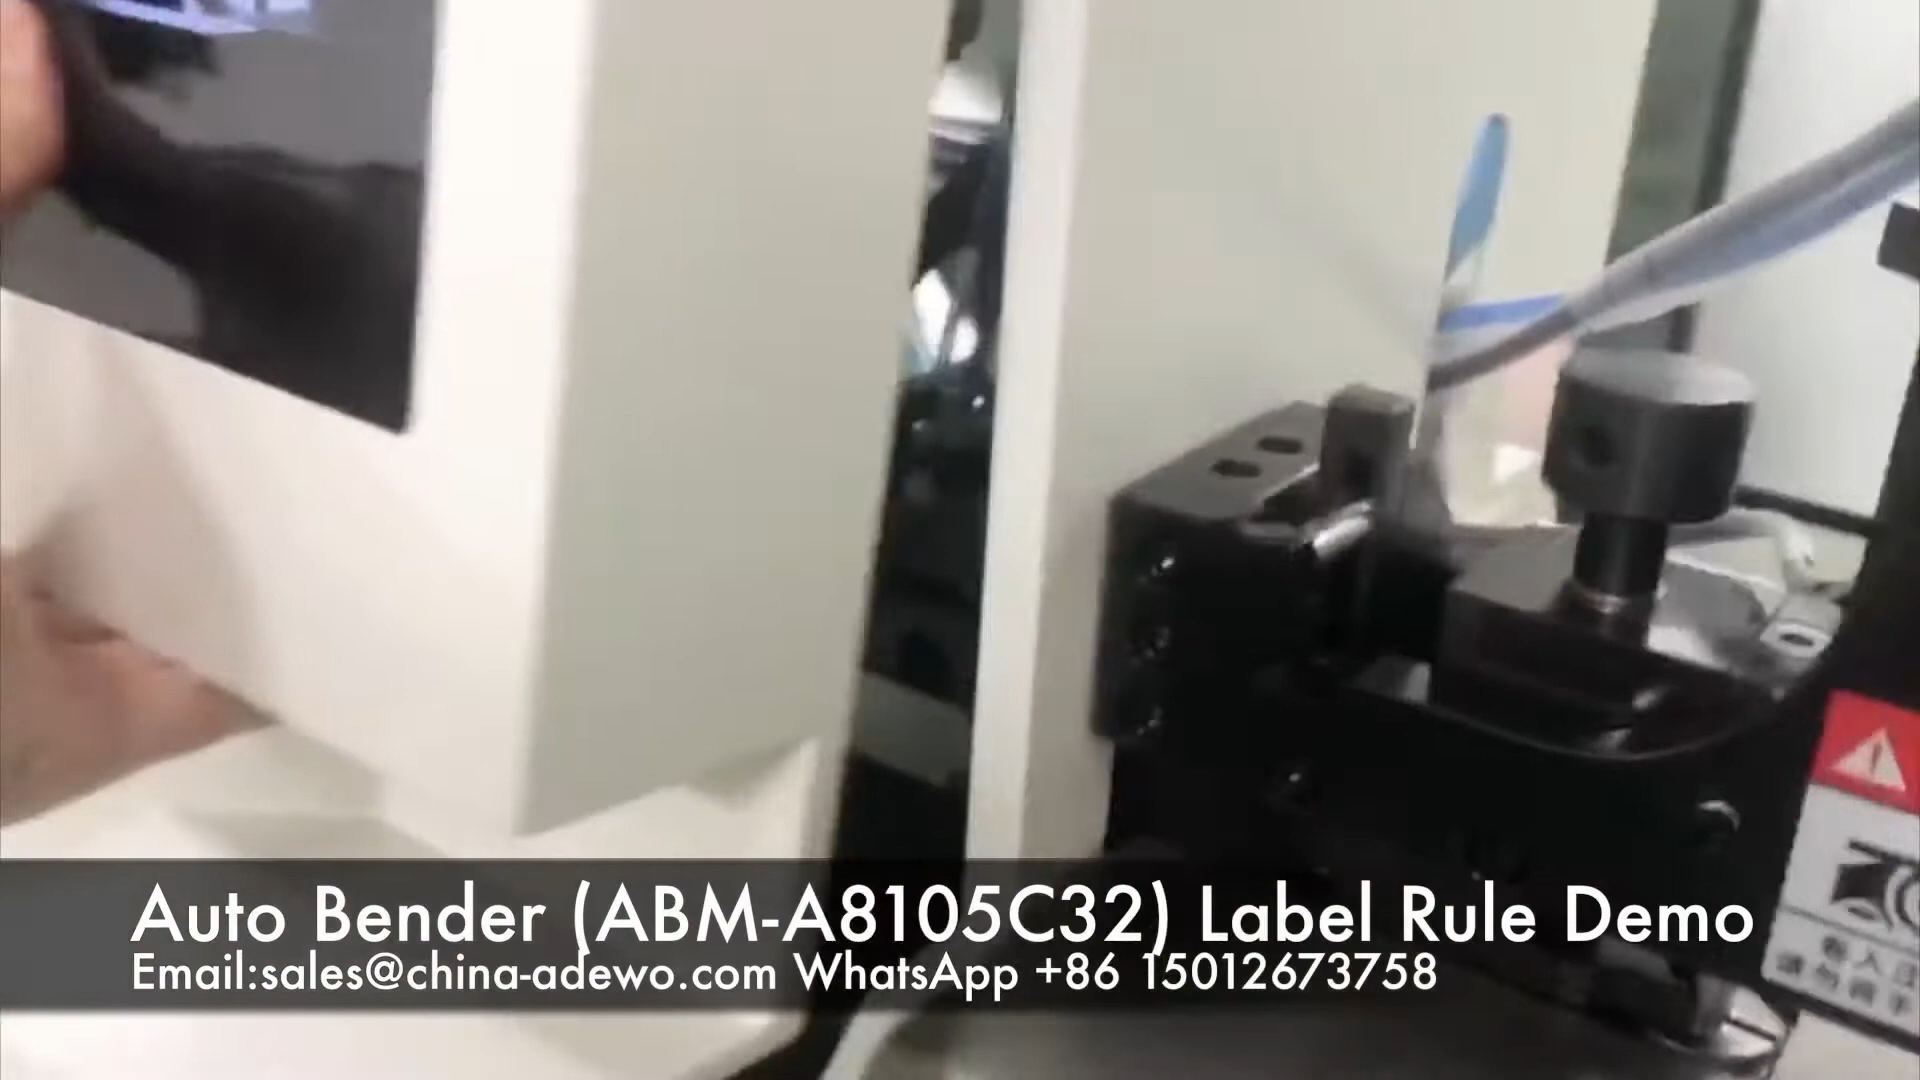 Auto Bender (ABM-A8105C32) Label Rule Demo
Email:sales@china-adewo.com WhatsApp +86 15012673758